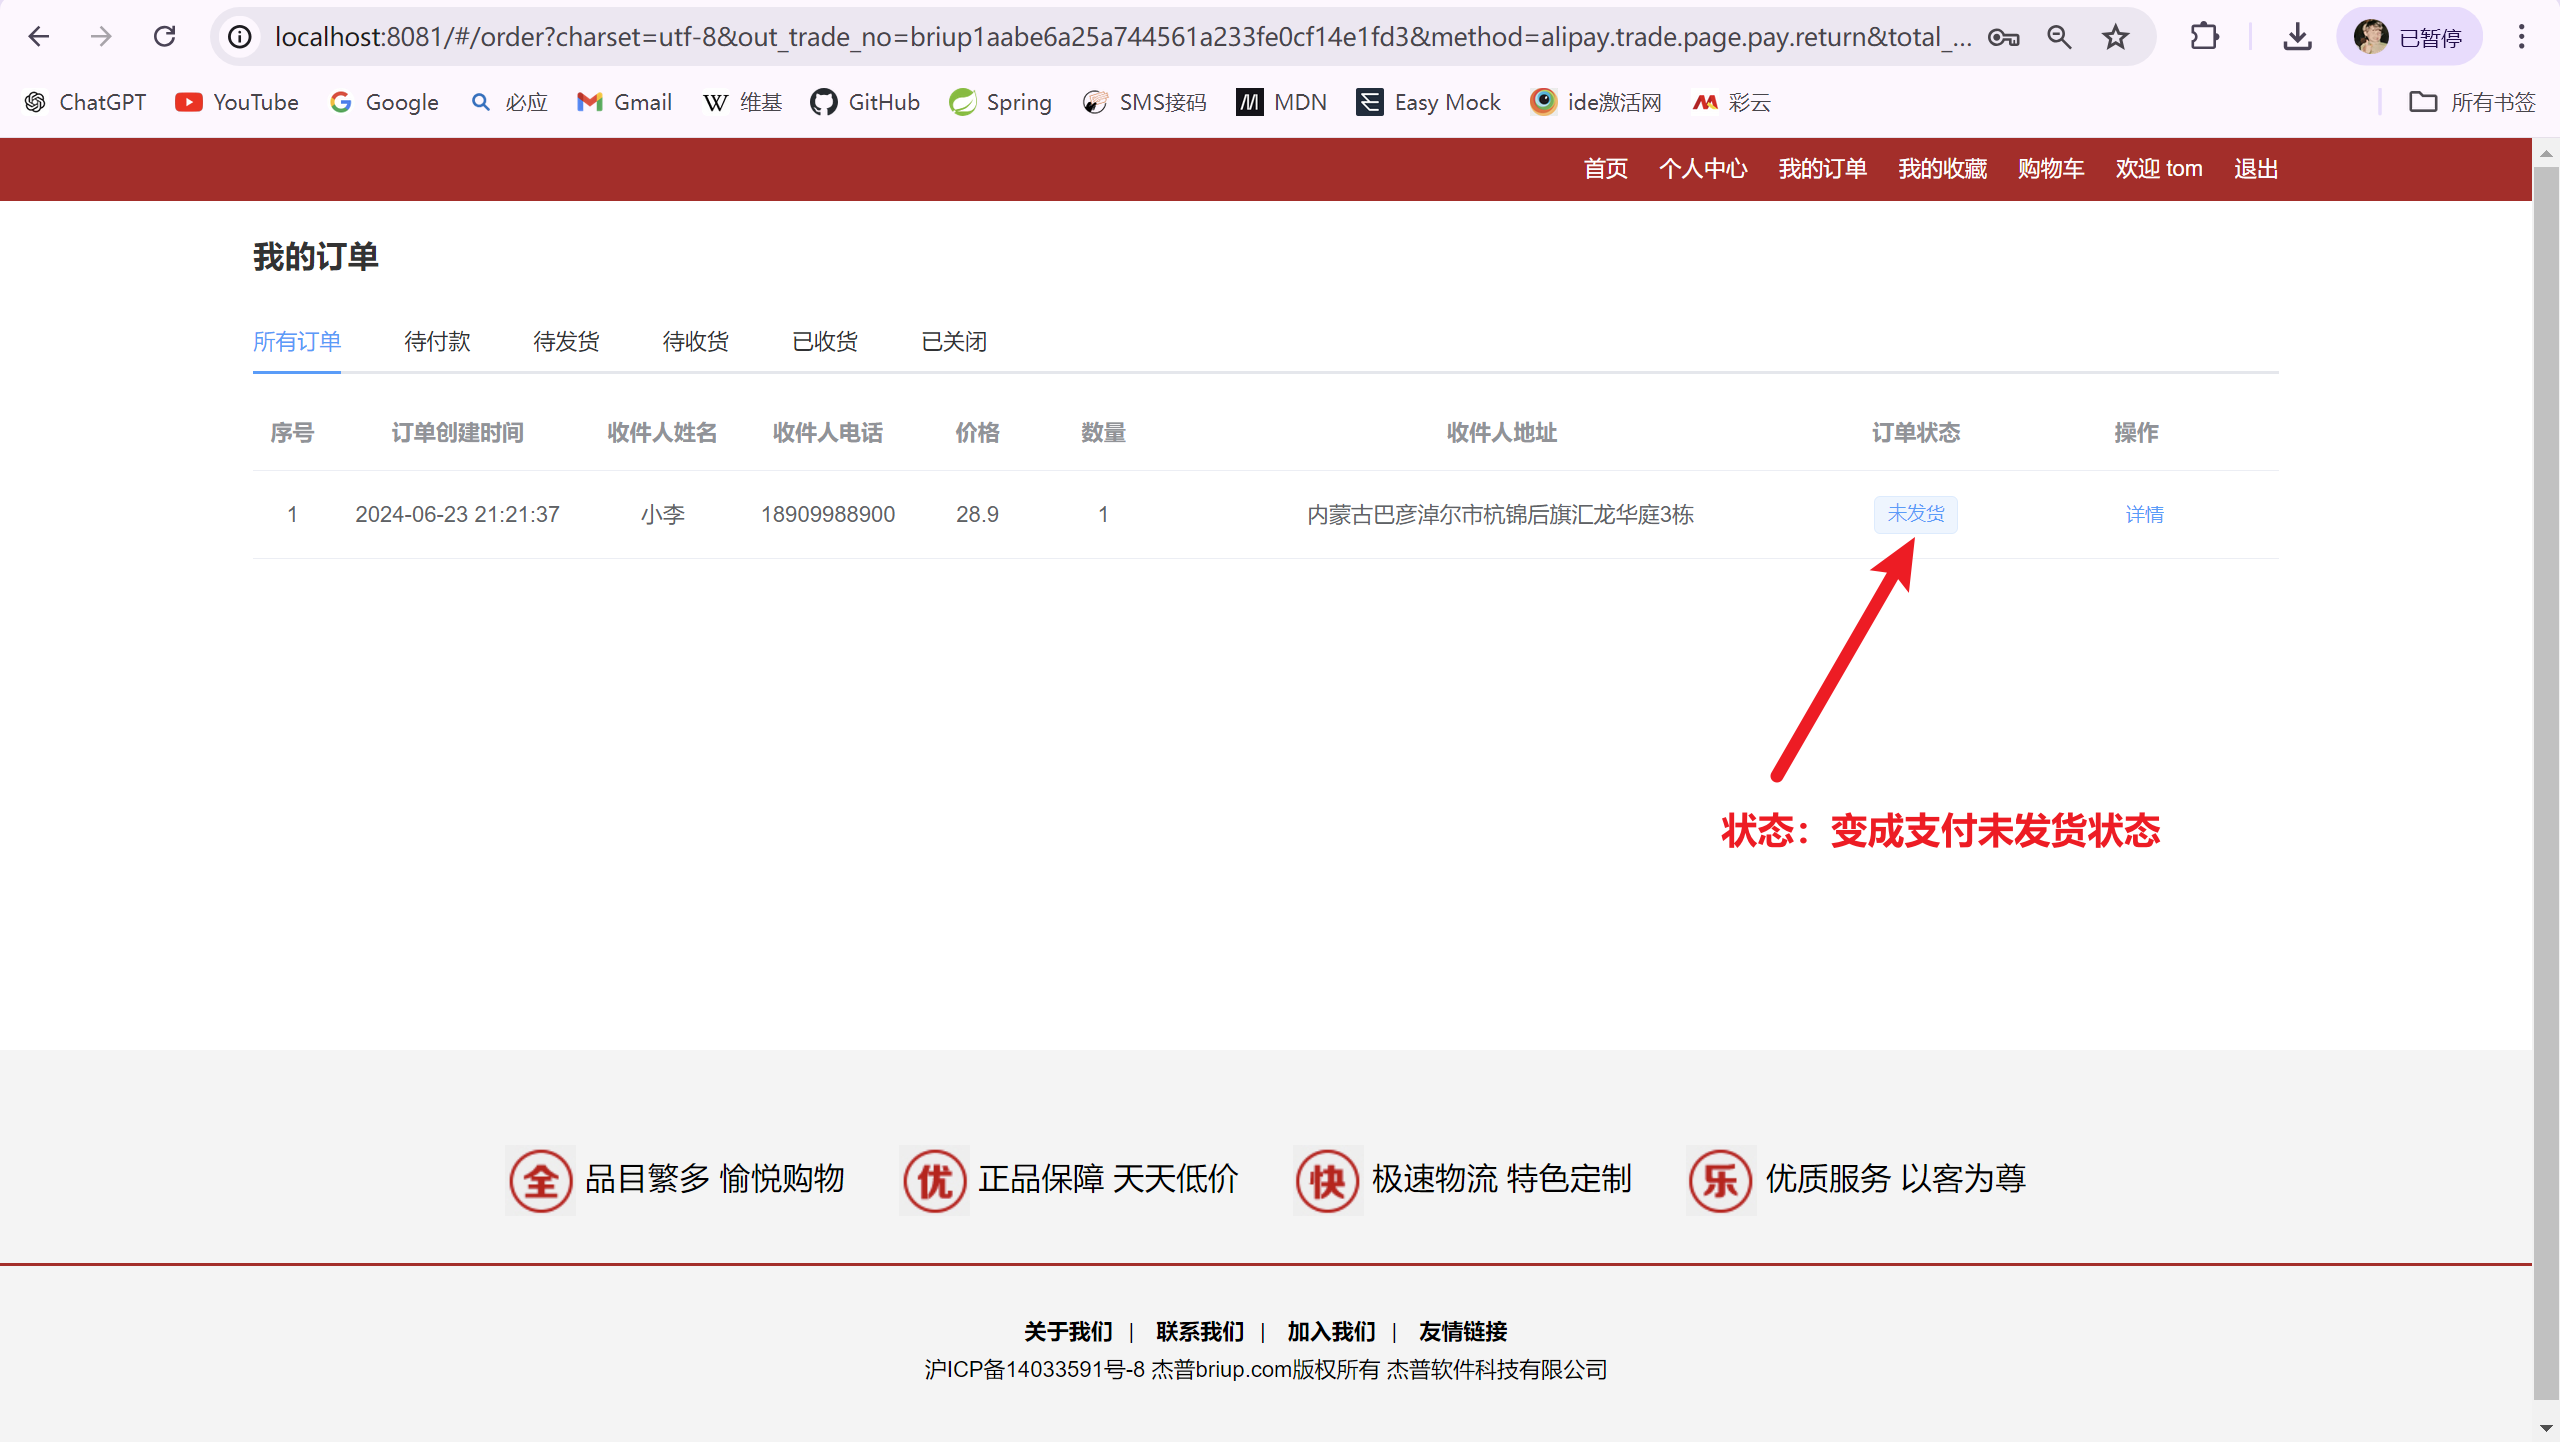 localhost:8081/#/order?charset=utf-8&out_trade_no=briup1aabe6a25a744561a233fe0cf14e1fd3&method=alipay.trade.page.pay.return&total_... 已暂停
ChatGPT YouTube Google 必应 Gmail 维基 GitHub Spring SMS接码 MDN Easy Mock ide激活网 彩云 所有书签
首页 个人中心 我的订单 我的收藏 购物车 欢迎 tom 退出
我的订单
所有订单 待付款 待发货 待收货 已收货 已关闭
序号 订单创建时间 收件人姓名 收件人电话 价格 数量 收件人地址 订单状态 操作
1 2024-06-23 21:21:37 小李 18909988900 28.9 1 内蒙古巴彦淖尔市杭锦后旗汇龙华庭3栋 未发货 详情
状态：变成支付未发货状态
全 品目繁多 愉悦购物 优 正品保障 天天低价 快 极速物流 特色定制 乐 优质服务 以客为尊
关于我们 | 联系我们 | 加入我们 | 友情链接
沪ICP备14033591号-8 杰普briup.com版权所有 杰普软件科技有限公司